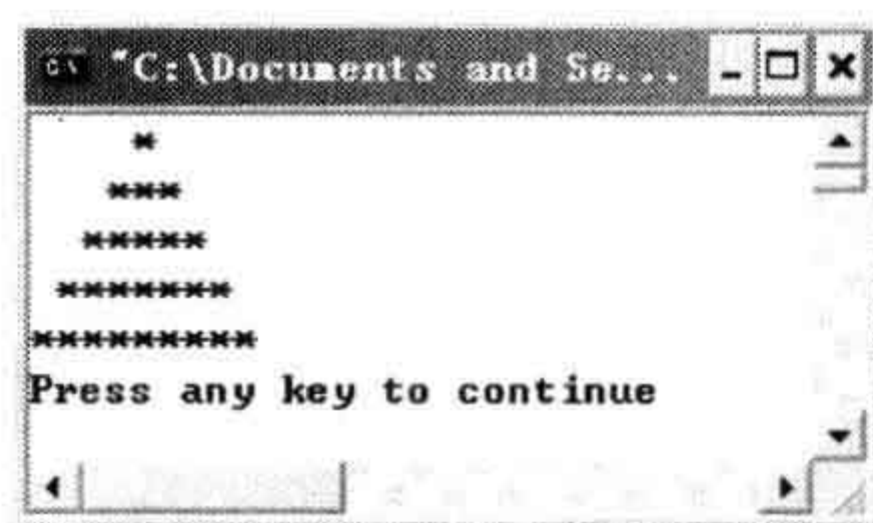 "C:\Documents and Se...
    *
   ***
  *****
 *******
*********
Press any key to continue